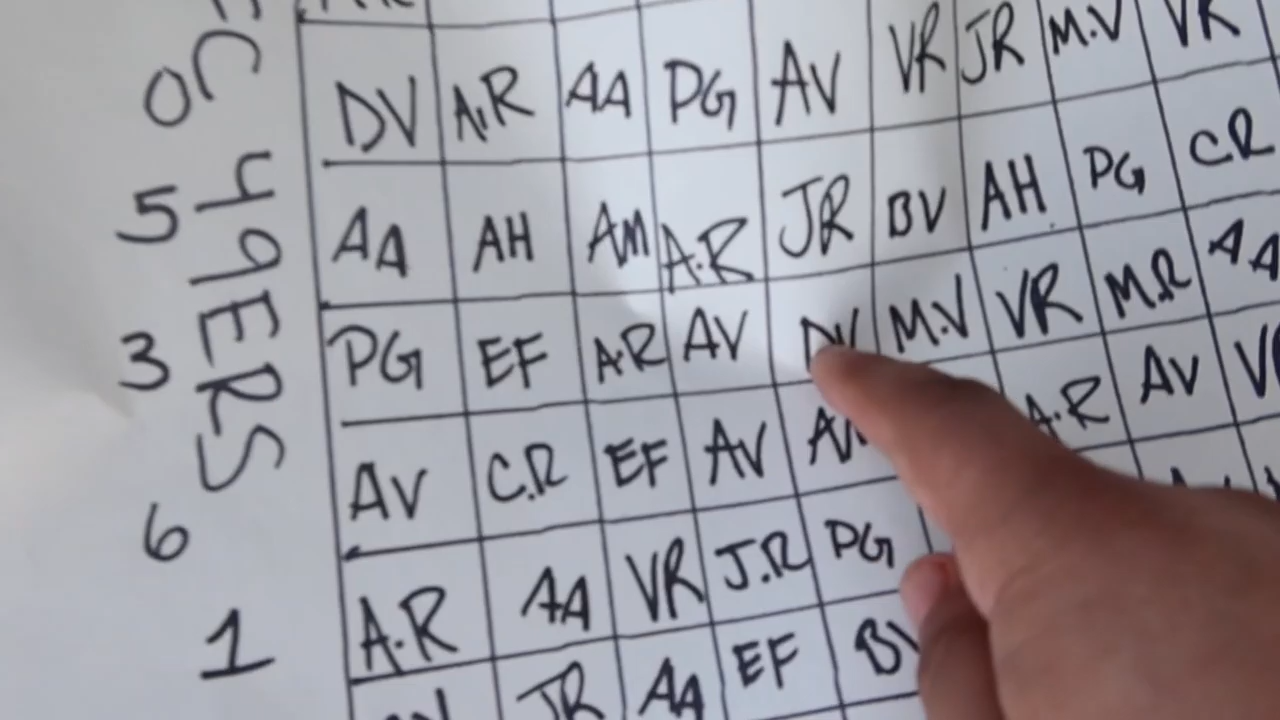 0 DV A.R AA PG AV VR JR M.V VR
5 AA AH AM A.R JR BV AH PG CR
3 PG EF A.R AV DV M.V VR M.R AA
6 AV C.R EF AV A.R AV
1 A.R AA VR J.R PG
JR AA EF
49ERS